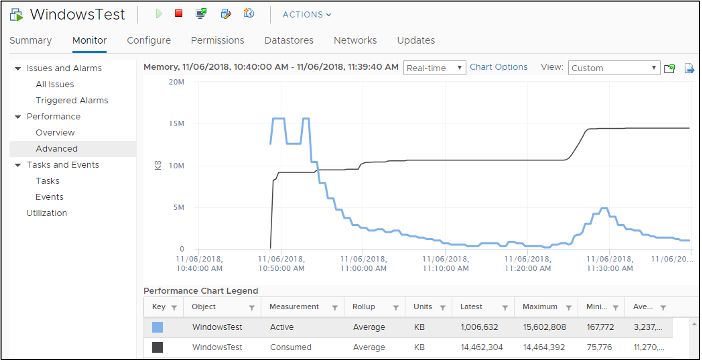 WindowsTest ACTIONS
Summary Monitor Configure Permissions Datastores Networks Updates
Issues and Alarms
All Issues
Triggered Alarms
Performance
Overview
Advanced
Tasks and Events
Tasks
Events
Utilization
Memory, 11/06/2018, 10:40:00 AM - 11/06/2018, 11:39:40 AM Real-time Chart Options View: Custom
20M
15M
10M
5M
0
KB
11/06/2018, 11/06/2018, 11/06/2018, 11/06/2018, 11/06/2018, 11/06/2018, 11/06/20...
10:40:00 AM 10:50:00 AM 11:00:00 AM 11:10:00 AM 11:20:00 AM 11:30:00 AM
Performance Chart Legend
Key Object Measurement Rollup Units Latest Maximum Mini... Ave...
WindowsTest Active Average KB 1,006,632 15,602,808 167,772 3,237,...
WindowsTest Consumed Average KB 14,462,304 14,464,392 75,776 11,270,...